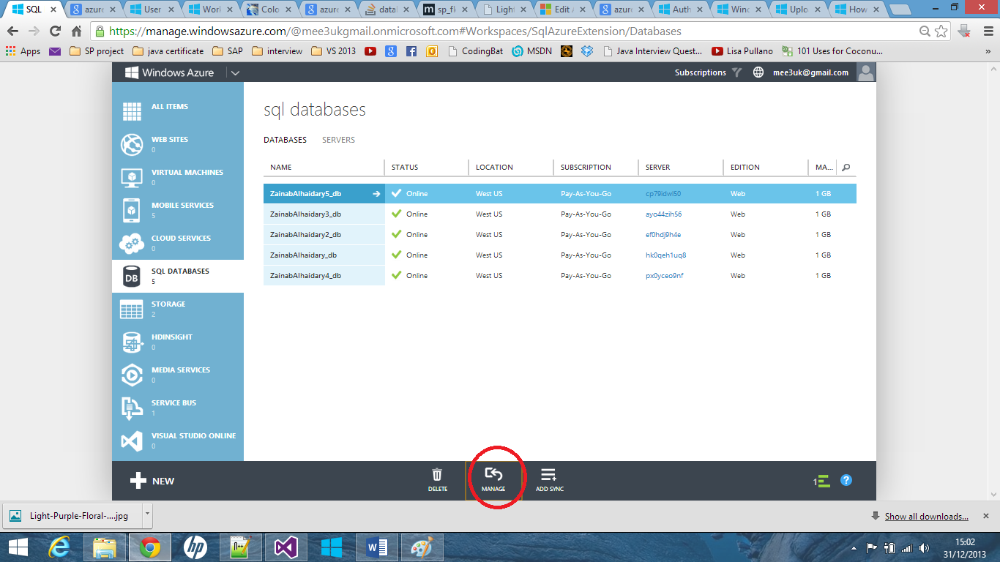 SQL
azure
User
Work
Colo
azure
datal
sp_fk
Light
Edit
azure
Auth
Winc
Uplo
How
https://manage.windowsazure.com/@mee3ukgmail.onmicrosoft.com#Workspaces/SqlAzureExtension/Databases
Apps SP project java certificate SAP interview VS 2013 CodingBat MSDN Java Interview Quest... Lisa Pullano 101 Uses for Coconu... »
Windows Azure Subscriptions mee3uk@gmail.com
ALL ITEMS
WEB SITES
0
VIRTUAL MACHINES
0
MOBILE SERVICES
5
CLOUD SERVICES
0
DB
SQL DATABASES
5
STORAGE
2
HDINSIGHT
0
MEDIA SERVICES
0
SERVICE BUS
1
VISUAL STUDIO ONLINE
0
sql databases
DATABASES SERVERS
NAME STATUS LOCATION SUBSCRIPTION SERVER EDITION MA...
ZainabAlhaidary5_db Online West US Pay-As-You-Go cp79idwl50 Web 1 GB
ZainabAlhaidary3_db Online West US Pay-As-You-Go ayo44zih56 Web 1 GB
ZainabAlhaidary2_db Online West US Pay-As-You-Go ef0hdj9h4e Web 1 GB
ZainabAlhaidary_db Online West US Pay-As-You-Go hk0qeh1uq8 Web 1 GB
ZainabAlhaidary4_db Online West US Pay-As-You-Go px0yceo9nf Web 1 GB
NEW
DELETE
MANAGE
ADD SYNC
1
?
Light-Purple-Floral-....jpg
Show all downloads...
15:02
31/12/2013